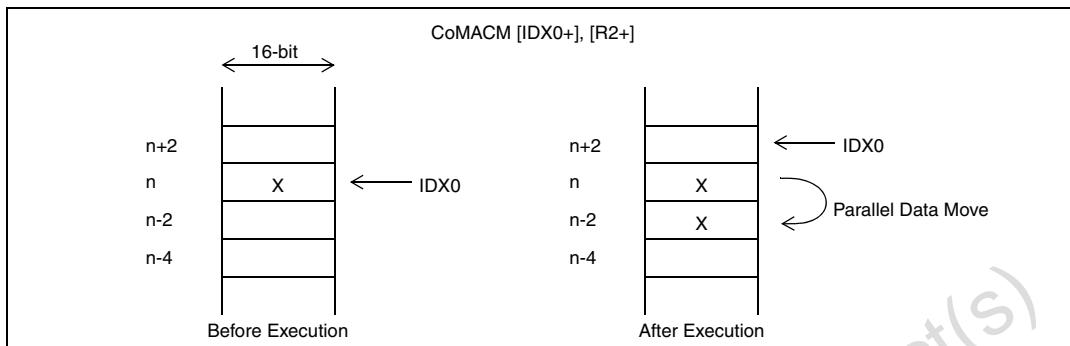 CoMACM [IDX0+], [R2+]
16-bit
n+2
n
n-2
n-4
X
IDX0
Before Execution
n+2
n
n-2
n-4
X
X
IDX0
Parallel Data Move
After Execution